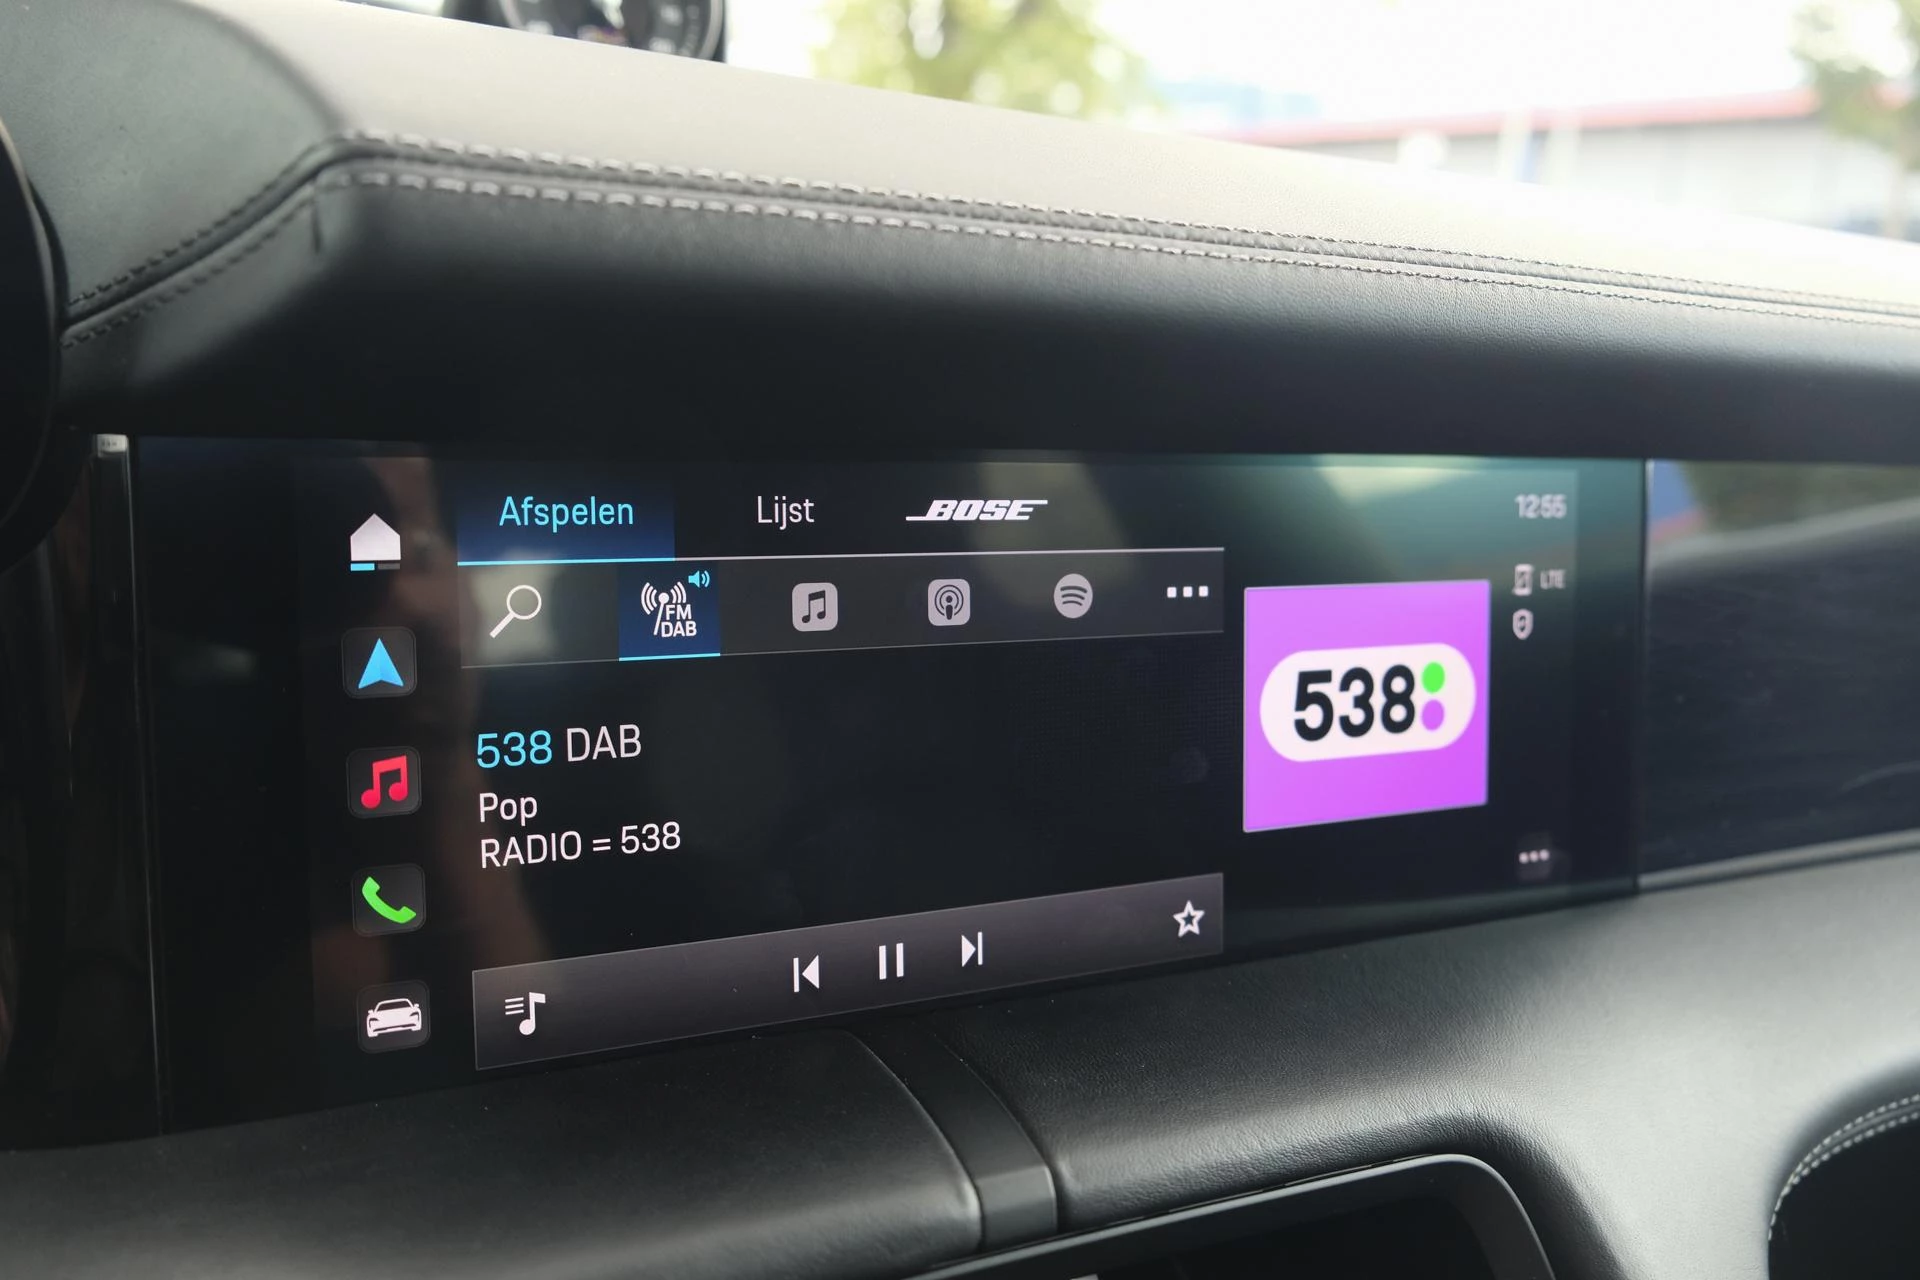 Afspelen
Lijst
BOSE
12:55
LTE
FM
DAB
538 DAB
Pop
RADIO = 538
538